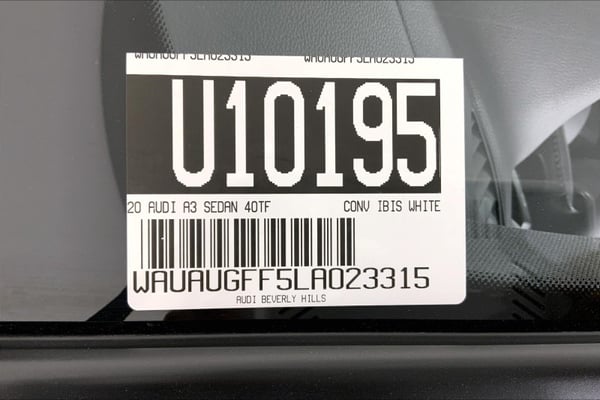 WAUAUGFF5LA023315 WAUAUGFF5LA023315
U10195
20 AUDI A3 SEDAN 40TF CONV IBIS WHITE
WAUAUGFF5LA023315
AUDI BEVERLY HILLS